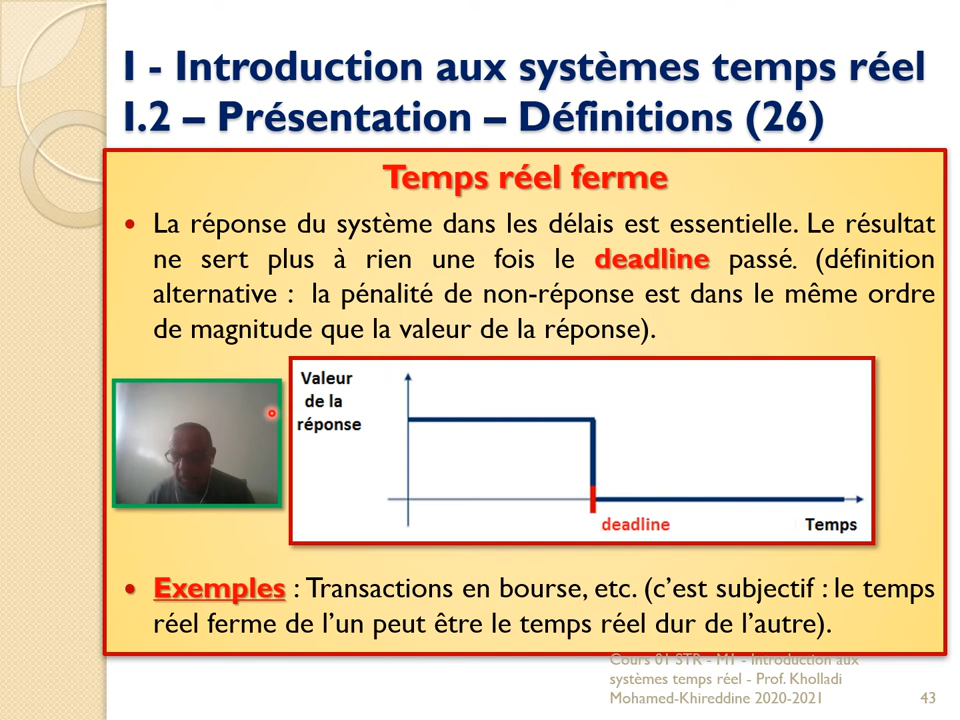 I - Introduction aux systèmes temps réel
I.2 – Présentation – Définitions (26)
Temps réel ferme
• La réponse du système dans les délais est essentielle. Le résultat
ne sert plus à rien une fois le deadline passé. (définition
alternative : la pénalité de non-réponse est dans le même ordre
de magnitude que la valeur de la réponse).
Valeur
de la
réponse
deadline
Temps
• Exemples : Transactions en bourse, etc. (c’est subjectif : le temps
réel ferme de l’un peut être le temps réel dur de l’autre).
Cours 01 STR - M1 - Introduction aux
systèmes temps réel - Prof. Kholladi
Mohamed-Khireddine 2020-2021
43